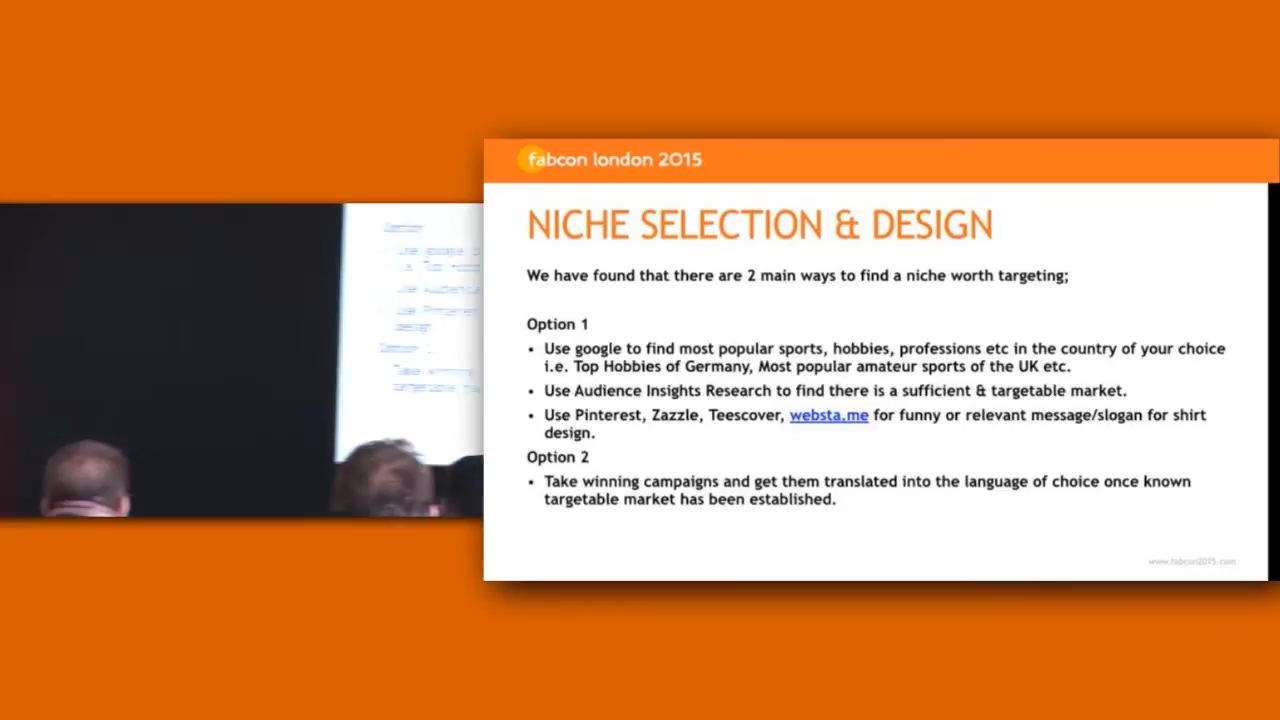 fabcon london 2015
NICHE SELECTION & DESIGN
We have found that there are 2 main ways to find a niche worth targeting;
Option 1
• Use google to find most popular sports, hobbies, professions etc in the country of your choice
i.e. Top Hobbies of Germany, Most popular amateur sports of the UK etc.
• Use Audience Insights Research to find there is a sufficient & targetable market.
• Use Pinterest, Zazzle, Teescover, websta.me for funny or relevant message/slogan for shirt
design.
Option 2
• Take winning campaigns and get them translated into the language of choice once known
targetable market has been established.
www.fabcon2015.com